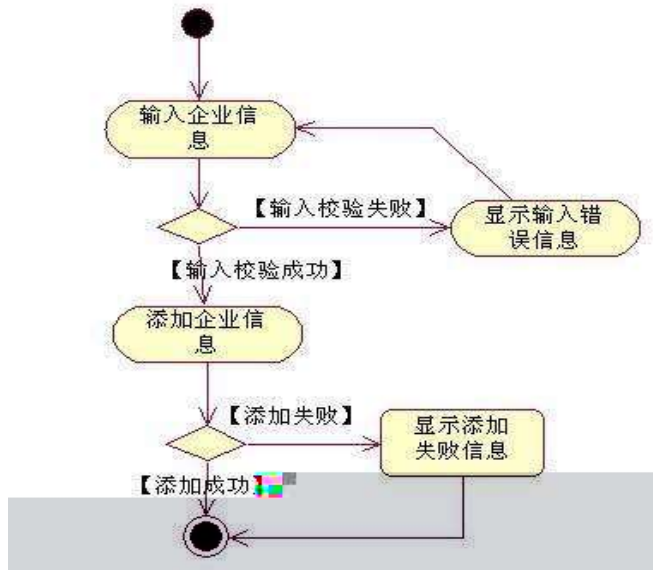 输入企业信
息
【输入校验失败】
显示输入错
误信息
【输入校验成功】
添加企业信
息
【添加失败】
显示添加
失败信息
【添加成功】